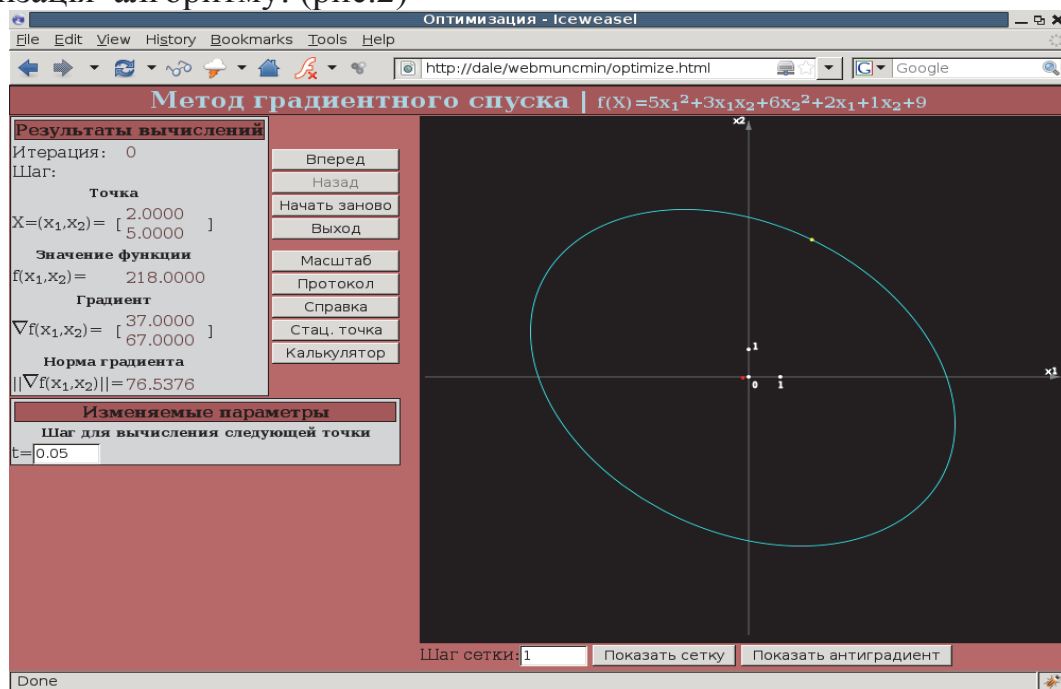 алгоритму. (рис.2)
Оптимизация - Iceweasel
File Edit View History Bookmarks Tools Help
http://dale/webmuncmin/optimize.html
G Google
Метод градиентного спуска | f(X)=5x₁²+3x₁x₂+6x₂²+2x₁+1x₂+9
Результаты вычислений
Итерация: 0
Шаг:
Точка
X=(x₁,x₂)= [ 2.0000
5.0000 ]
Значение функции
f(x₁,x₂)= 218.0000
Градиент
∇f(x₁,x₂)= [ 37.0000
67.0000 ]
Норма градиента
||∇f(x₁,x₂)||=76.5376
Вперед
Назад
Начать заново
Выход
Масштаб
Протокол
Справка
Стац. точка
Калькулятор
Изменяемые параметры
Шаг для вычисления следующей точки
t=0.05
x2
1
x1
0 1
Шаг сетки: 1 Показать сетку Показать антиградиент
Done